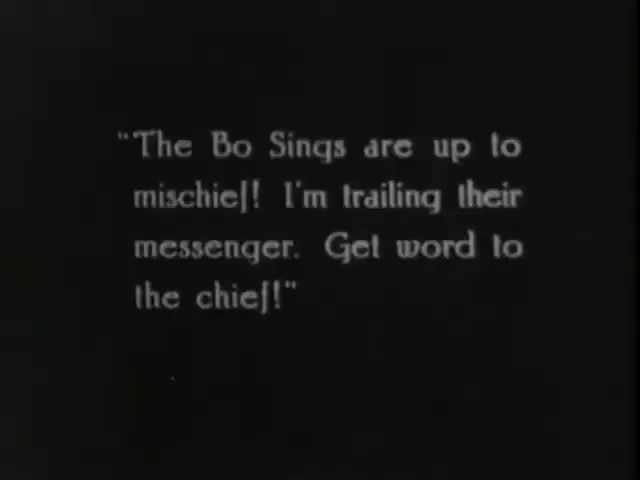 "The Bo Sings are up to
mischief! I'm trailing their
messenger. Get word to
the chief!"